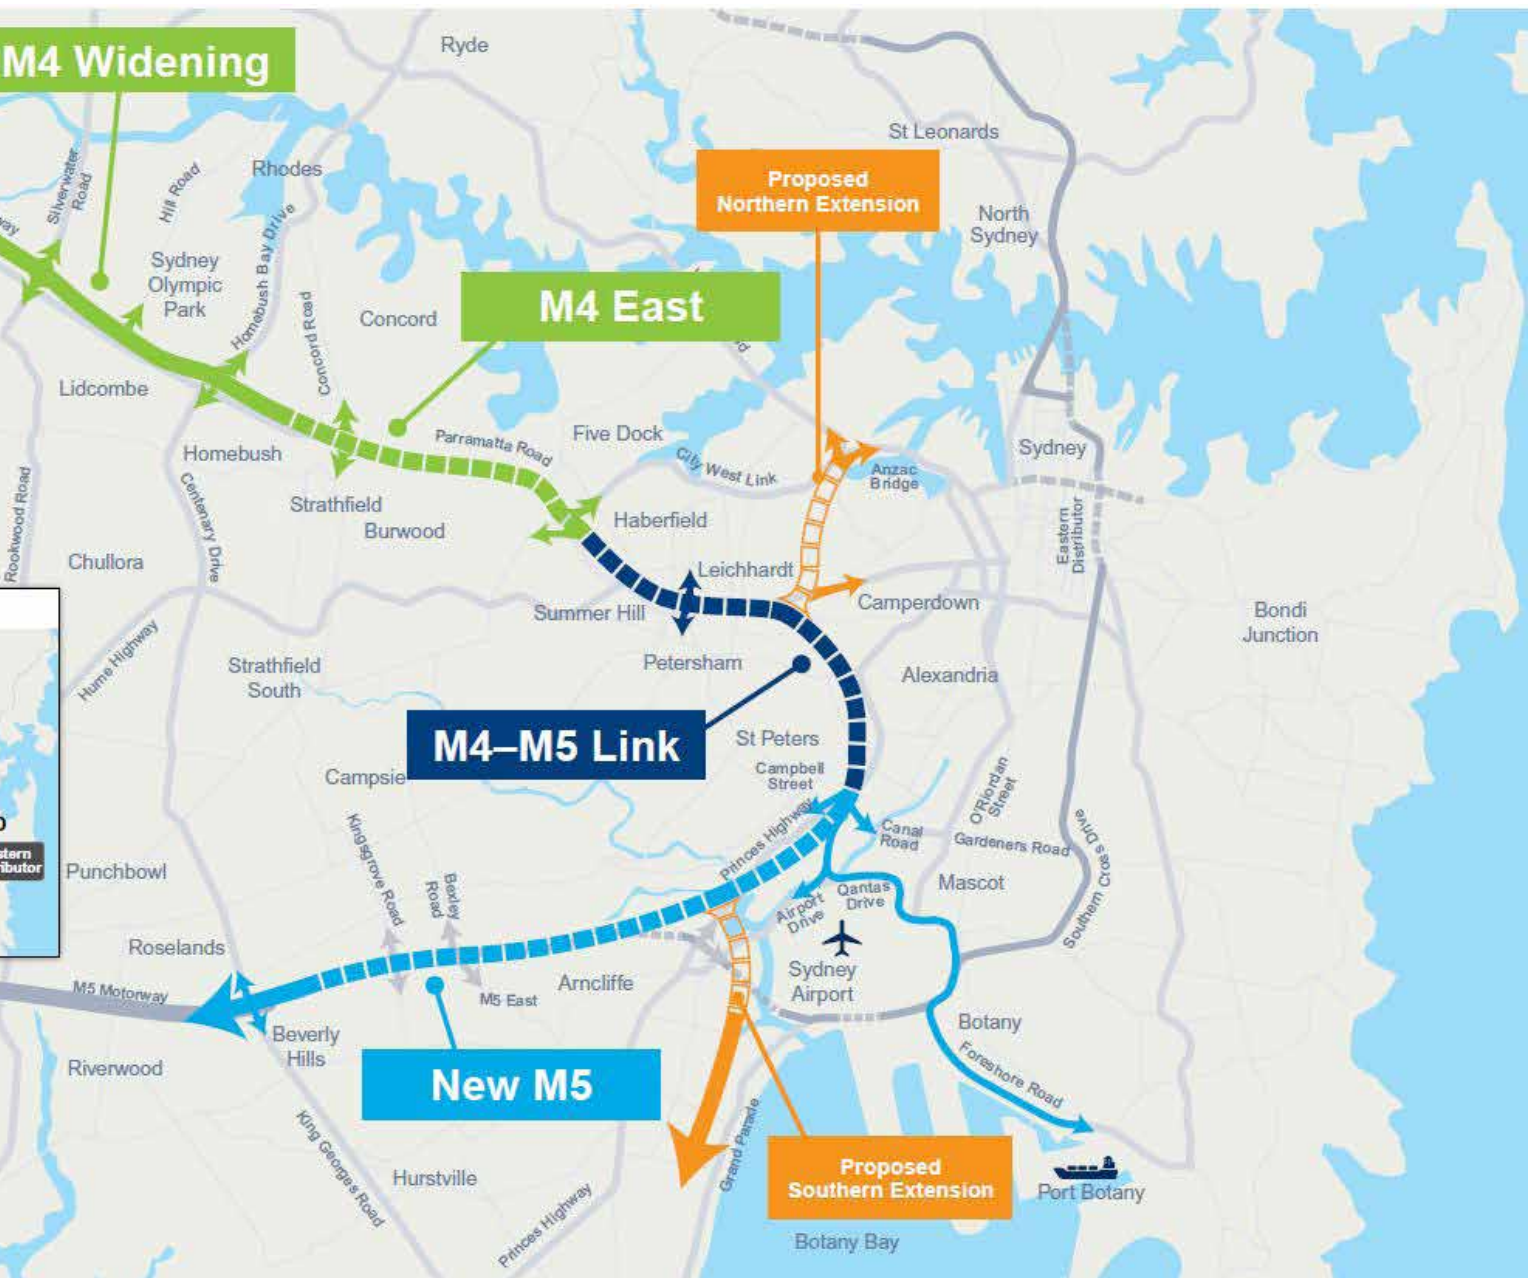 M4 Widening
Ryde
St Leonards
Silverwater
Road
Hill Road
Rhodes
Proposed
Northern Extension
North
Sydney
Homebush Bay Drive
Sydney
Olympic
Park
Concord Road
Concord
M4 East
Lidcombe
Homebush
Parramatta Road
Five Dock
City West Link
Anzac
Bridge
Sydney
Rookwood Road
Centenary Drive
Strathfield
Burwood
Haberfield
Eastern
Distributor
Chullora
Leichhardt
Summer Hill
Camperdown
Bondi
Junction
Hume Highway
Strathfield
South
Petersham
Alexandria
M4–M5 Link
St Peters
Campbell
Street
Campsie
O'Riordan
Street
Princes Highway
Canal
Road
Gardeners Road
Southern Cross Drive
Kingsgrove Road
Bexley
Road
Punchbowl
Mascot
Qantas
Drive
Airport
Drive
Roselands
M5 Motorway
M5 East
Arncliffe
Sydney
Airport
Beverly
Hills
Botany
Riverwood
New M5
Foreshore Road
King Georges Road
Grand Parade
Hurstville
Princes Highway
Proposed
Southern Extension
Port Botany
Botany Bay